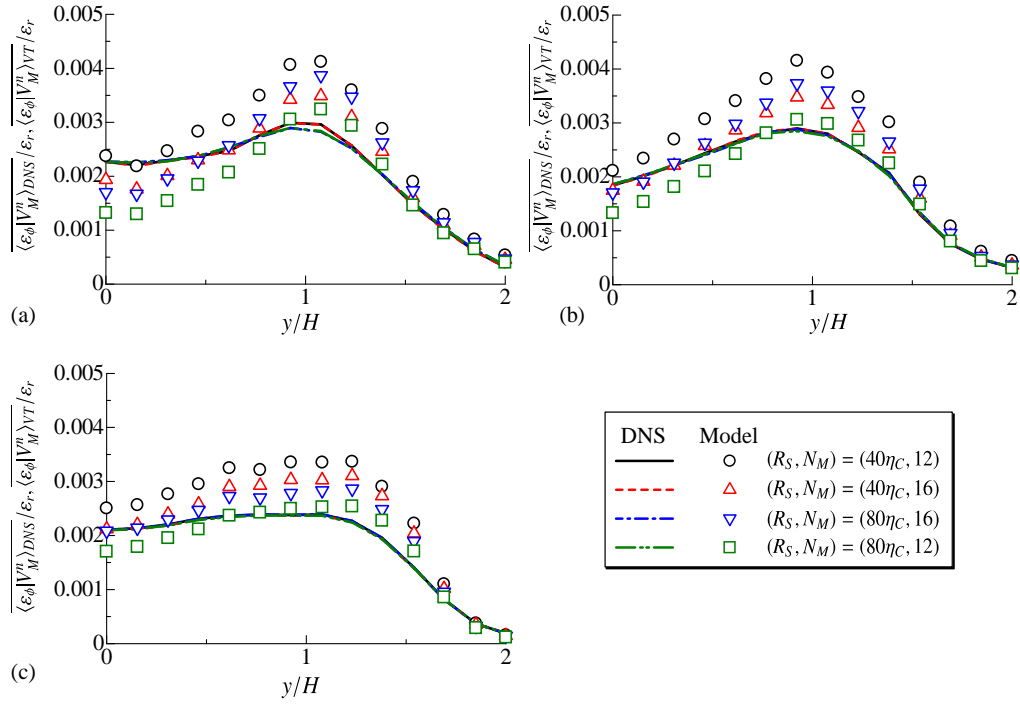 0.005
0.004
0.003
0.002
0.001
0
0
1
2
y/H
(a)
⟨ε_ϕ|V_M^n⟩_DNS/ε_r, ⟨ε_ϕ|V_M^n⟩_VT/ε_r
0.005
0.004
0.003
0.002
0.001
0
0
1
2
y/H
(b)
⟨ε_ϕ|V_M^n⟩_DNS/ε_r, ⟨ε_ϕ|V_M^n⟩_VT/ε_r
0.005
0.004
0.003
0.002
0.001
0
0
1
2
y/H
(c)
⟨ε_ϕ|V_M^n⟩_DNS/ε_r, ⟨ε_ϕ|V_M^n⟩_VT/ε_r
DNS Model
(R_S, N_M) = (40η_C, 12)
(R_S, N_M) = (40η_C, 16)
(R_S, N_M) = (80η_C, 16)
(R_S, N_M) = (80η_C, 12)